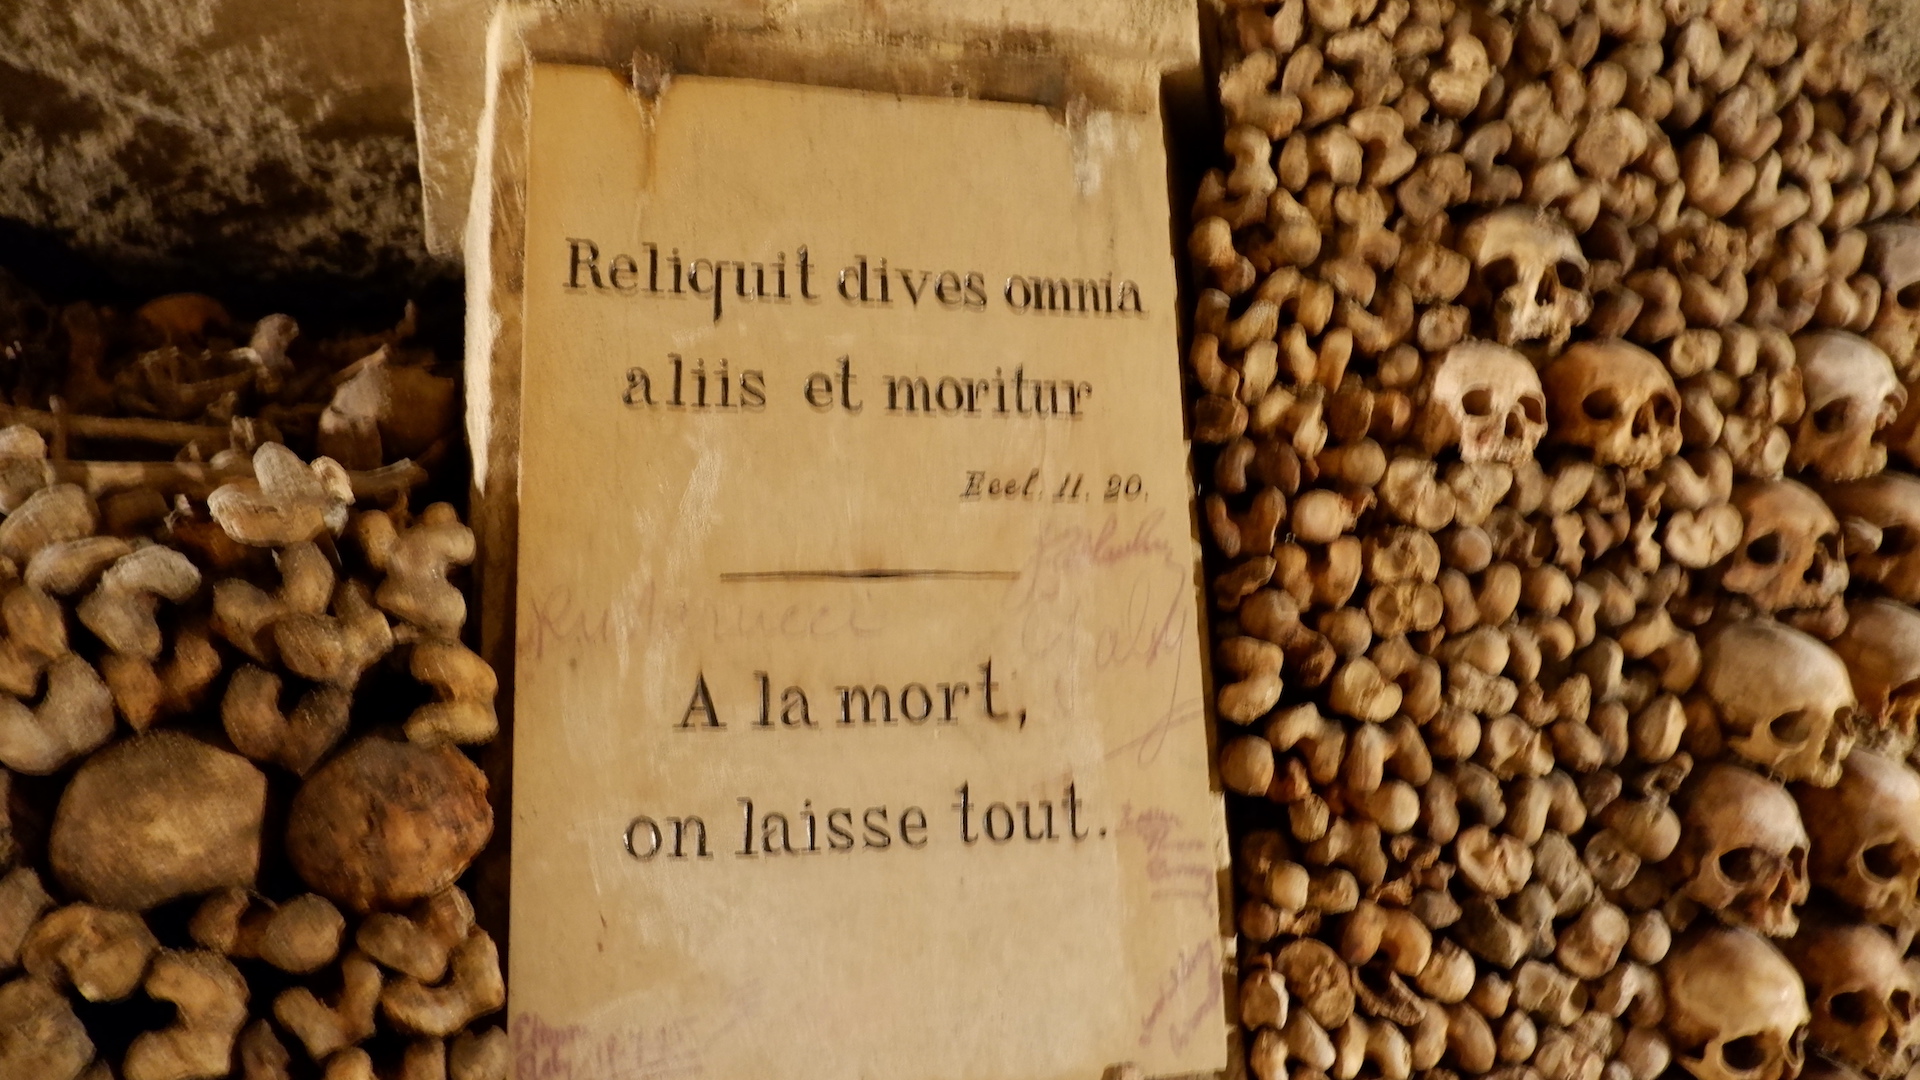 Reliquit dives omnia
aliis et moritur
Eccl. 11. 20.
A la mort,
on laisse tout.